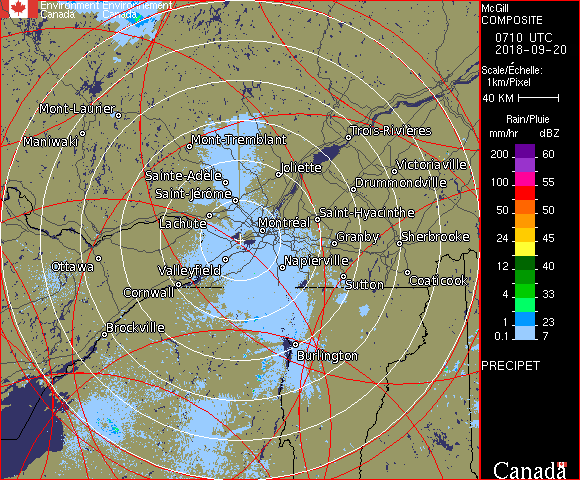 Environment Environnement
Canada Canada
McGill
COMPOSITE
0710 UTC
2018-09-20
Scale/Échelle:
1km/Pixel
40 KM
Rain/Pluie
mm/hr dBZ
200 60
100 55
50 50
24 45
12 40
4 33
2 28
1 23
0.1 7
PRECIPET
Canada
Mont-Laurier
Maniwaki
Mont-Tremblant
Trois-Rivières
Sainte-Adèle
Joliette
Victoriaville
Saint-Jérôme
Drummondville
Lachute
Montréal
Saint-Hyacinthe
Granby
Sherbrooke
Ottawa
Valleyfield
Napierville
Cornwall
Sutton
Coaticook
Brockville
Burlington